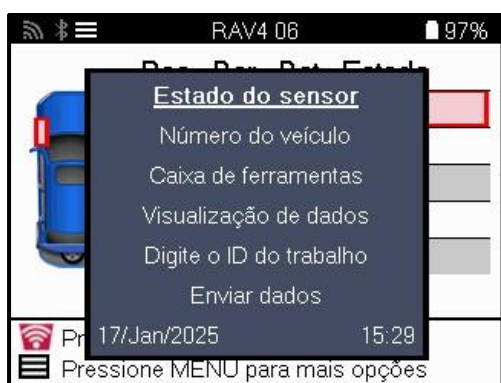 RAV4 06 97%
Estado do sensor
Número do veículo
Caixa de ferramentas
Visualização de dados
Digite o ID do trabalho
Enviar dados
17/Jan/2025 15:29
Pr
Pressione MENU para mais opções